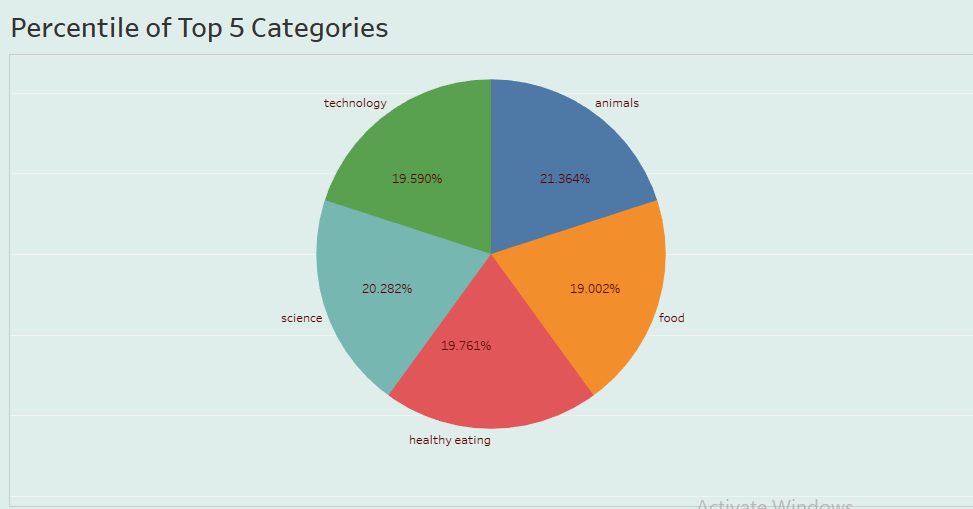 Percentile of Top 5 Categories
technology
animals
19.590%
21.364%
20.282%
19.002%
science
food
19.761%
healthy eating
Activate Windows